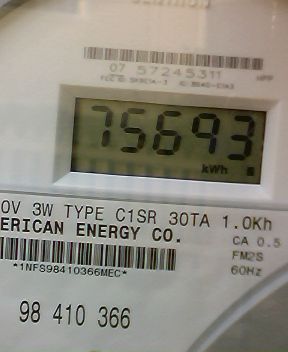 07 57245311
75693
kWh
0V 3W TYPE C1SR 30TA 1.0Kh
ERICAN ENERGY CO. CA 0.5
FM2S
*1NFS98410366MEC* 60Hz
98 410 366